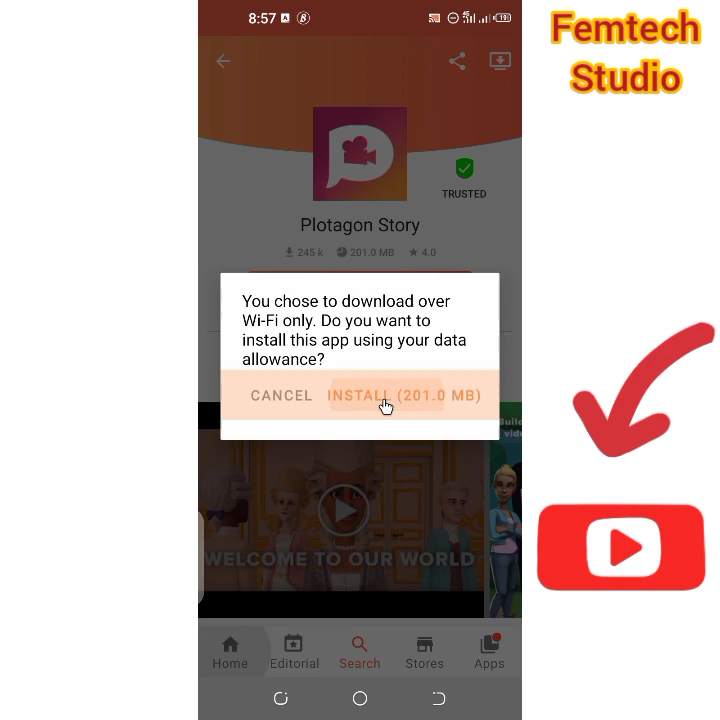 8:57
19
Femtech
Studio
TRUSTED
Plotagon Story
245 k 201.0 MB 4.0
You chose to download over
Wi-Fi only. Do you want to
install this app using your data
allowance?
CANCEL INSTALL (201.0 MB)
WELCOME TO OUR WORLD
Home Editorial Search Stores Apps